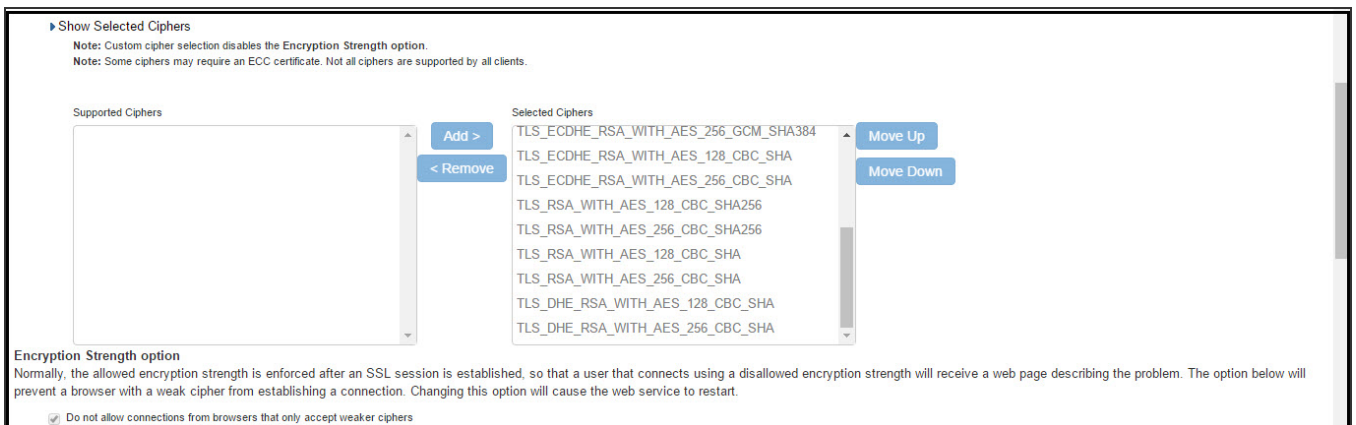 Show Selected Ciphers
Note: Custom cipher selection disables the Encryption Strength option.
Note: Some ciphers may require an ECC certificate. Not all ciphers are supported by all clients.
Supported Ciphers
Selected Ciphers
Add >
< Remove
TLS_ECDHE_RSA_WITH_AES_256_GCM_SHA384
TLS_ECDHE_RSA_WITH_AES_128_CBC_SHA
TLS_ECDHE_RSA_WITH_AES_256_CBC_SHA
TLS_RSA_WITH_AES_128_CBC_SHA256
TLS_RSA_WITH_AES_256_CBC_SHA256
TLS_RSA_WITH_AES_128_CBC_SHA
TLS_RSA_WITH_AES_256_CBC_SHA
TLS_DHE_RSA_WITH_AES_128_CBC_SHA
TLS_DHE_RSA_WITH_AES_256_CBC_SHA
Move Up
Move Down
Encryption Strength option
Normally, the allowed encryption strength is enforced after an SSL session is established, so that a user that connects using a disallowed encryption strength will receive a web page describing the problem. The option below will
prevent a browser with a weak cipher from establishing a connection. Changing this option will cause the web service to restart.
Do not allow connections from browsers that only accept weaker ciphers